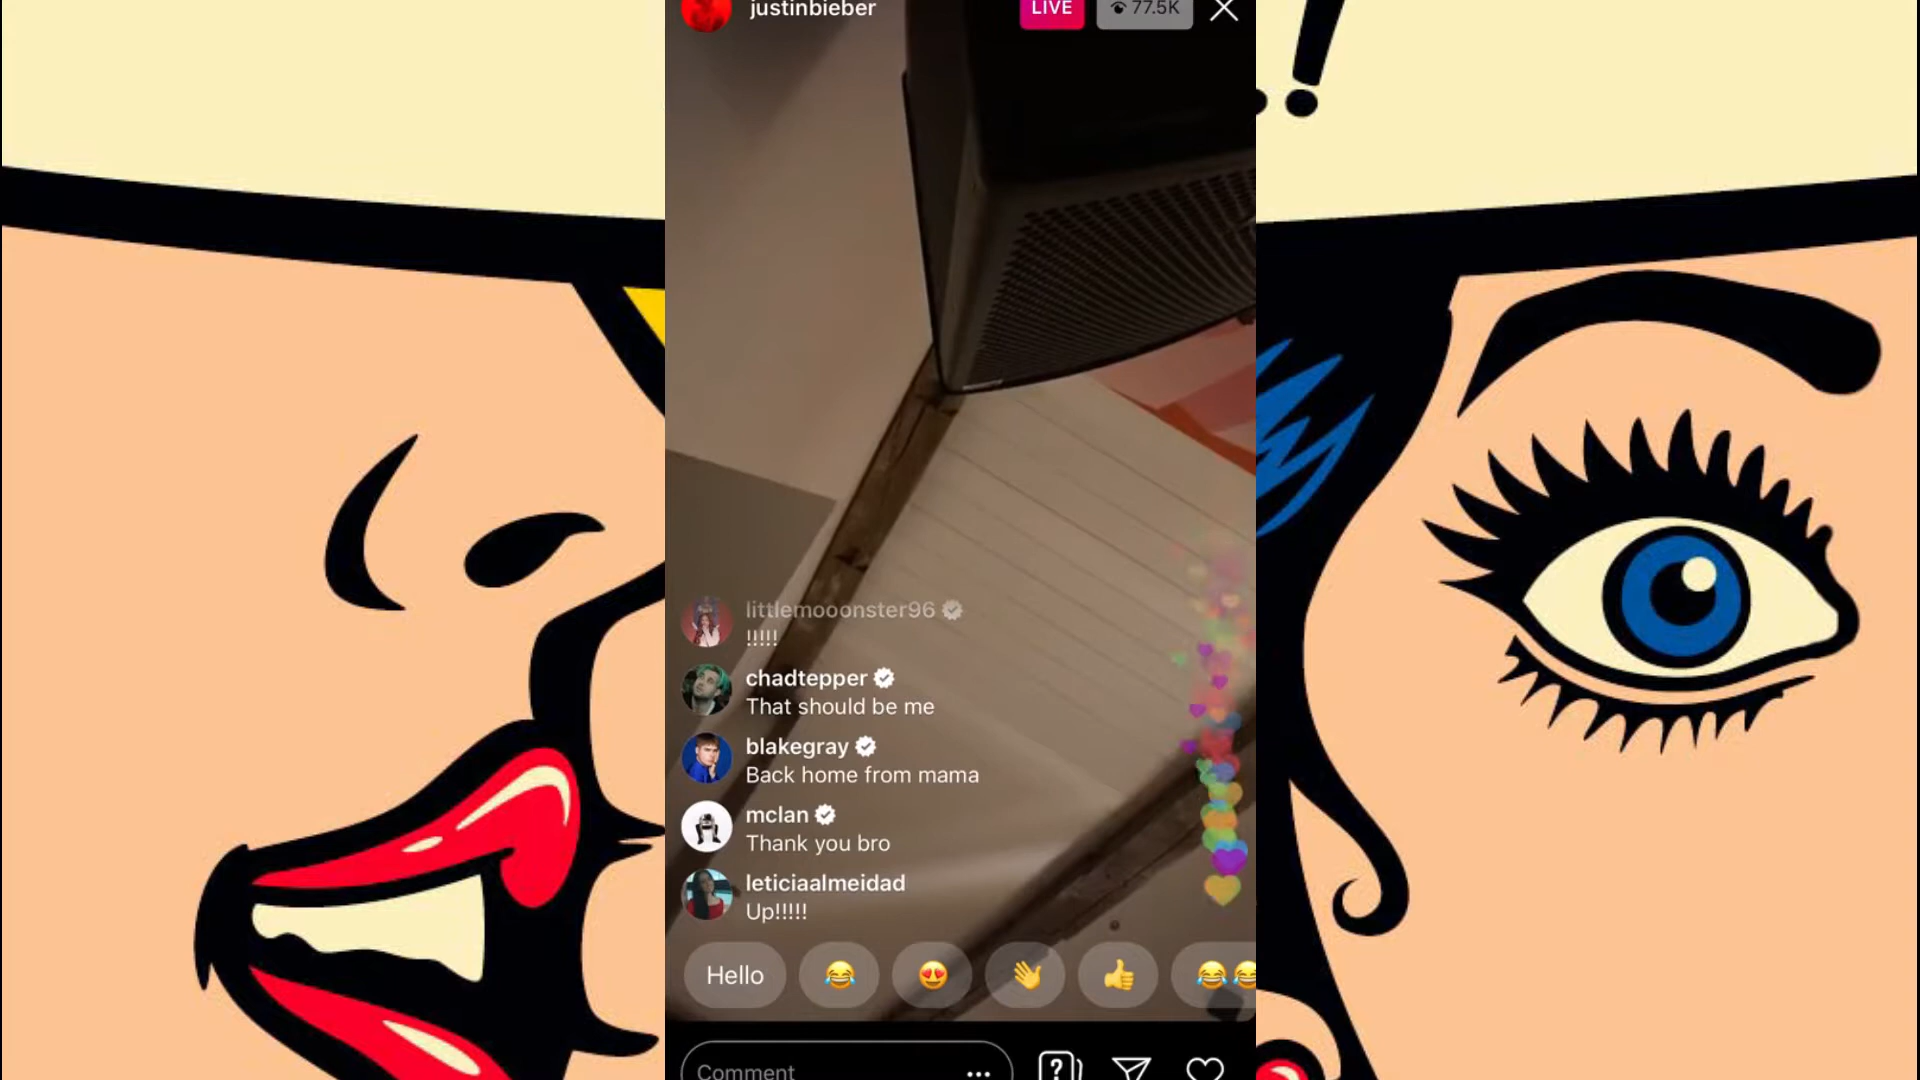 justinbieber
LIVE
77.5K
!
littlemooonster96
!!!!!
chadtepper
That should be me
blakegray
Back home from mama
mclan
Thank you bro
leticiaalmeidad
Up!!!!!
Hello
Comment